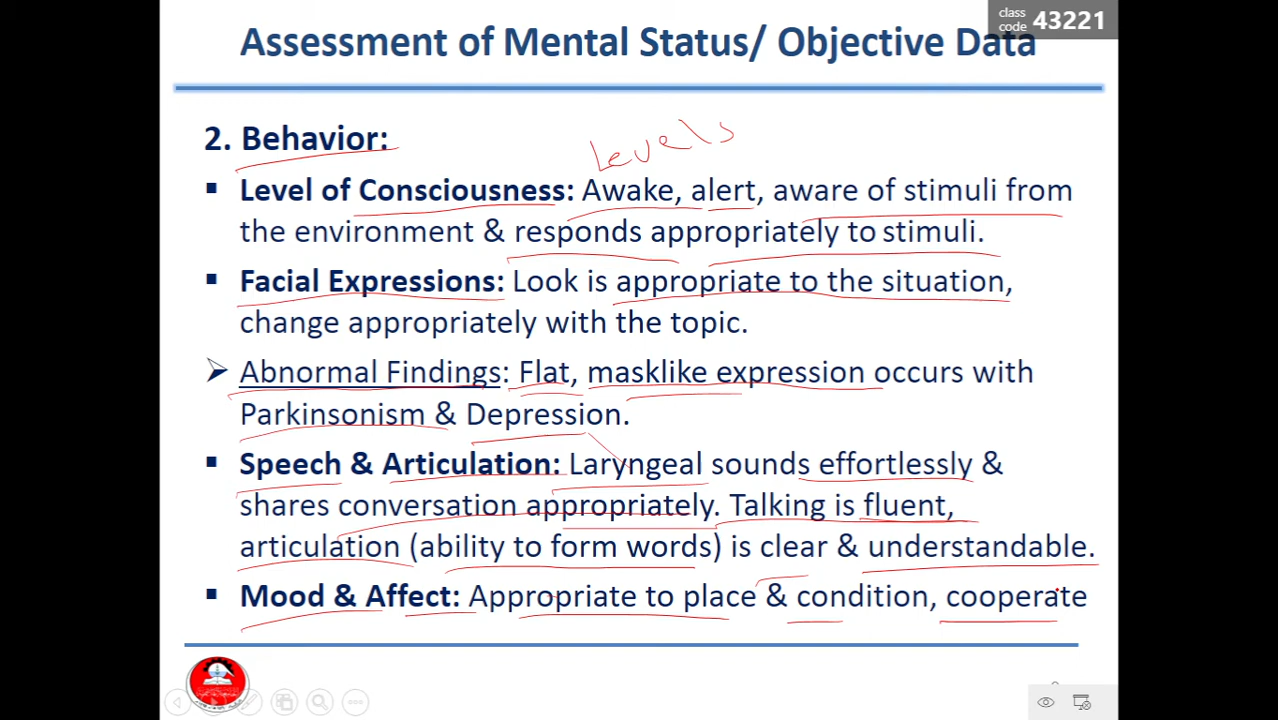 class code 43221
Assessment of Mental Status/ Objective Data
2. Behavior:
Levels
▪ Level of Consciousness: Awake, alert, aware of stimuli from
the environment & responds appropriately to stimuli.
▪ Facial Expressions: Look is appropriate to the situation,
change appropriately with the topic.
➢ Abnormal Findings: Flat, masklike expression occurs with
Parkinsonism & Depression.
▪ Speech & Articulation: Laryngeal sounds effortlessly &
shares conversation appropriately. Talking is fluent,
articulation (ability to form words) is clear & understandable.
▪ Mood & Affect: Appropriate to place & condition, cooperate